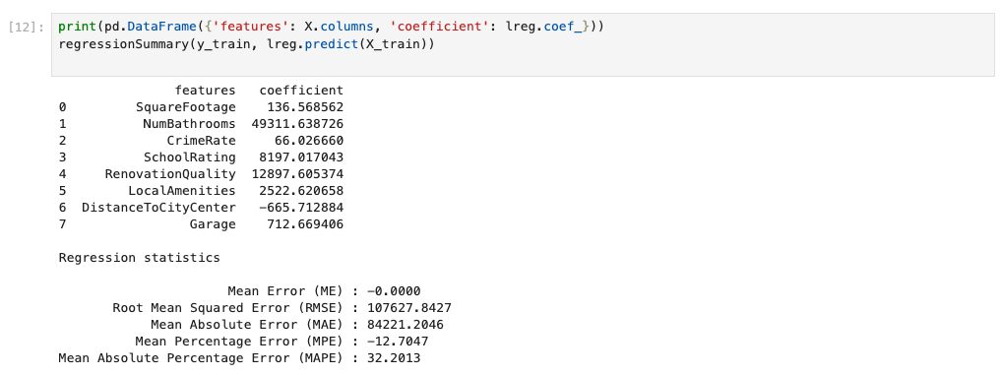 [12]: print(pd.DataFrame({'features': X.columns, 'coefficient': lreg.coef_}))
regressionSummary(y_train, lreg.predict(X_train))
features coefficient
0 SquareFootage 136.568562
1 NumBathrooms 49311.638726
2 CrimeRate 66.026660
3 SchoolRating 8197.017043
4 RenovationQuality 12897.605374
5 LocalAmenities 2522.620658
6 DistanceToCityCenter −665.712884
7 Garage 712.669406
Regression statistics
Mean Error (ME) : −0.0000
Root Mean Squared Error (RMSE) : 107627.8427
Mean Absolute Error (MAE) : 84221.2046
Mean Percentage Error (MPE) : −12.7047
Mean Absolute Percentage Error (MAPE) : 32.2013